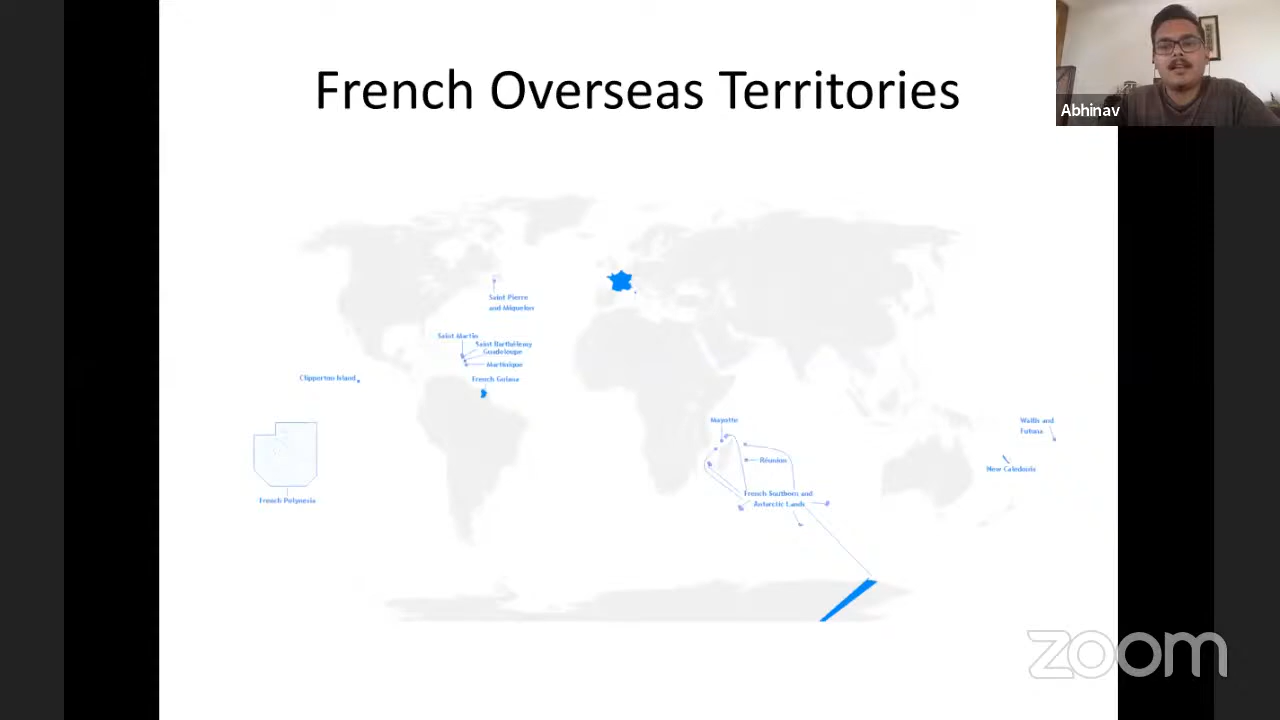 French Overseas Territories
Abhinav
Saint Pierre
and Miquelon
Saint Martin
Saint Barthélemy
Guadeloupe
Martinique
Clipperton Island
French Guiana
Mayotte
Wallis and
Futuna
Réunion
New Caledonia
French Southern and
Antarctic Lands
French Polynesia
zoom